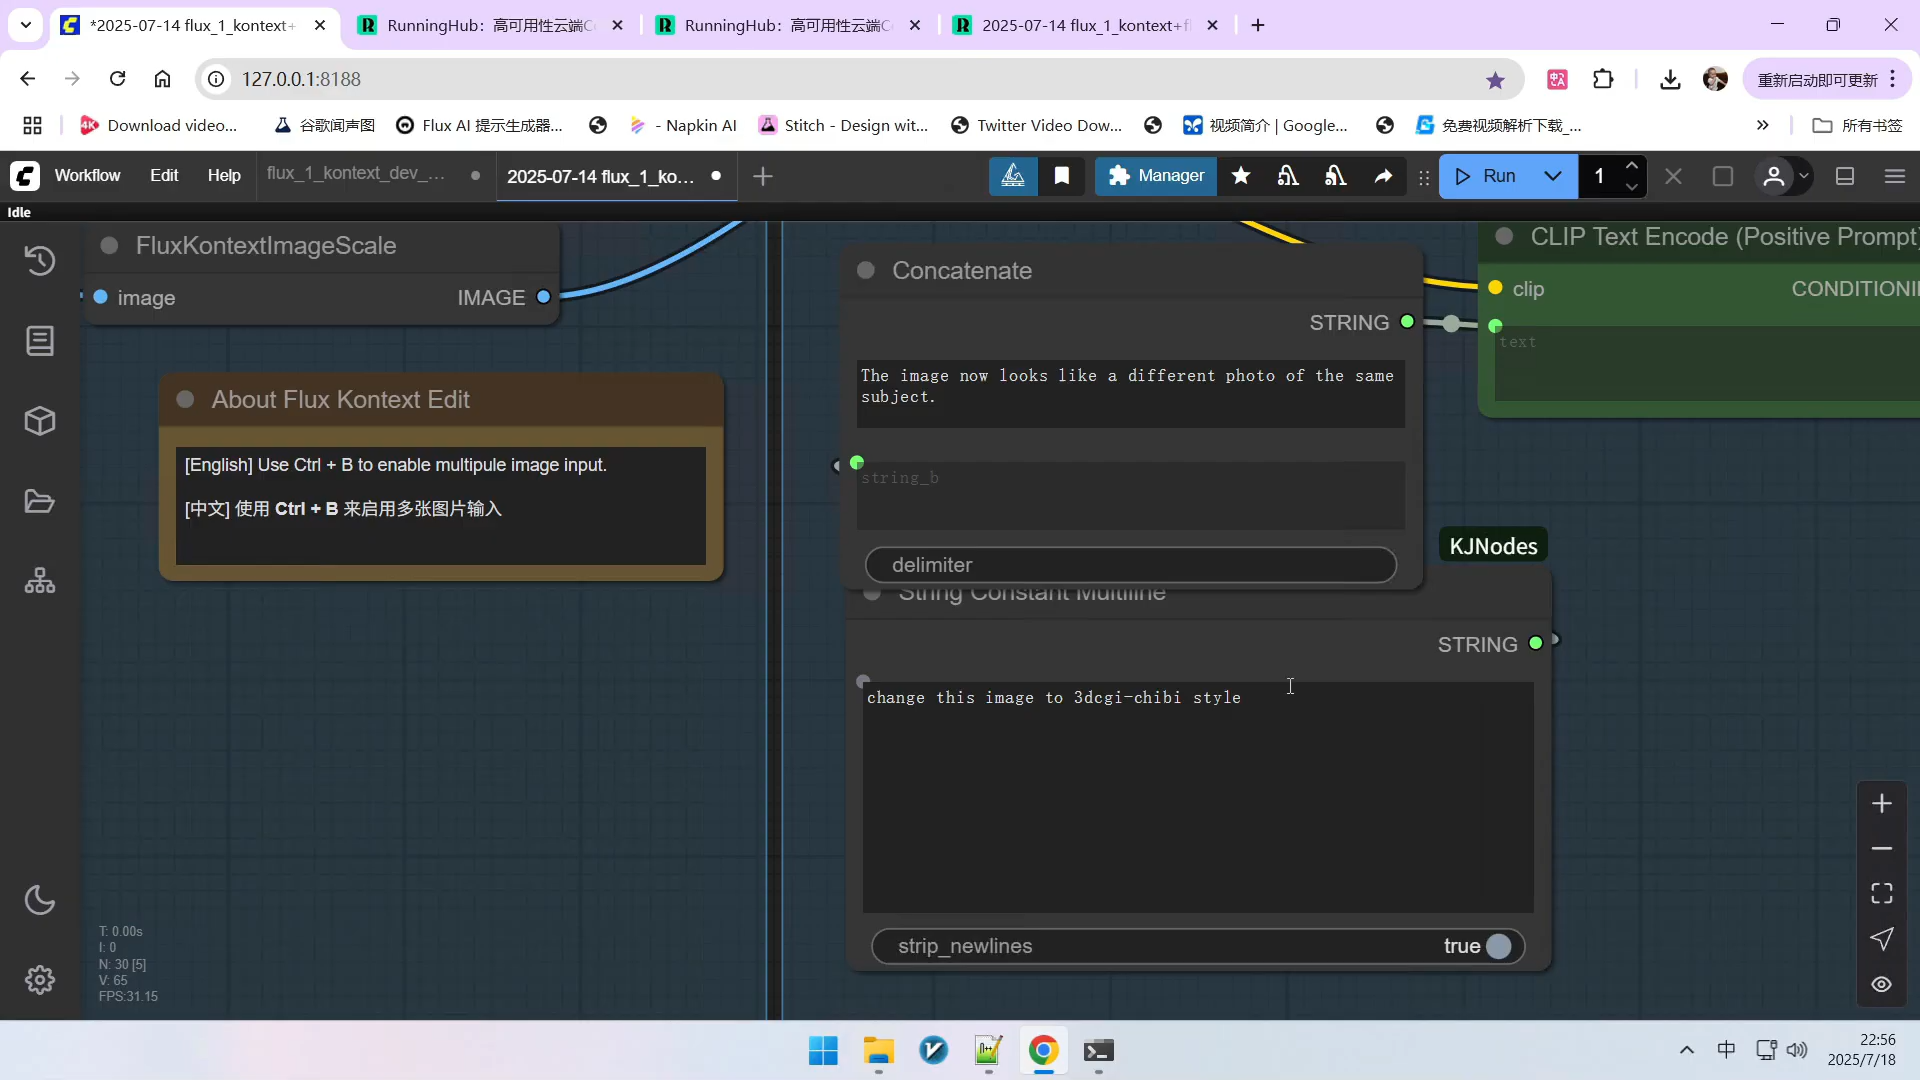 *2025-07-14 flux_1_kontext+
RunningHub：高可用性云端C
RunningHub：高可用性云端C
2025-07-14 flux_1_kontext+fl
127.0.0.1:8188
重新启动即可更新
Download video...
谷歌闻声图
Flux AI 提示生成器...
- Napkin AI
Stitch - Design wit...
Twitter Video Dow...
视频简介 | Google...
免费视频解析下载_...
所有书签
Workflow
Edit
Help
flux_1_kontext_dev_...
2025-07-14 flux_1_ko...
Manager
Run
1
Idle
FluxKontextImageScale
image
IMAGE
Concatenate
STRING
The image now looks like a different photo of the same
subject.
string_b
delimiter
CLIP Text Encode (Positive Prompt)
clip
CONDITIONI
text
About Flux Kontext Edit
[English] Use Ctrl + B to enable multipule image input.
[中文] 使用 Ctrl + B 来启用多张图片输入
KJNodes
String Constant Multiline
STRING
change this image to 3dcgi-chibi style
strip_newlines
true
T: 0.00s
I: 0
N: 30 [5]
V: 65
FPS:31.15
中
22:56
2025/7/18